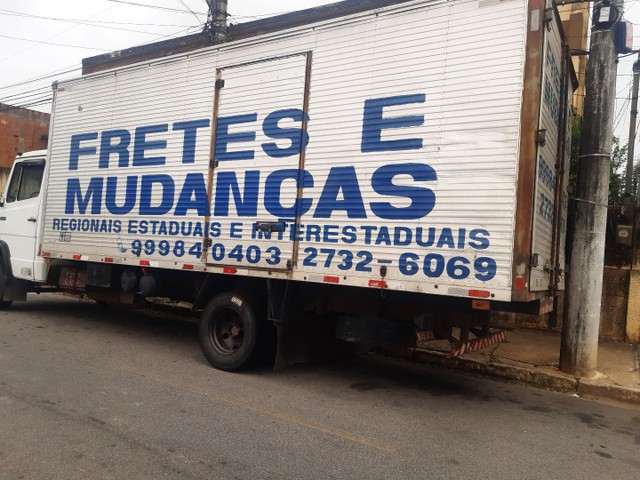 FRETES E
MUDANÇAS
REGIONAIS ESTADUAIS E INTERESTADUAIS
99984-0403 2732-6069